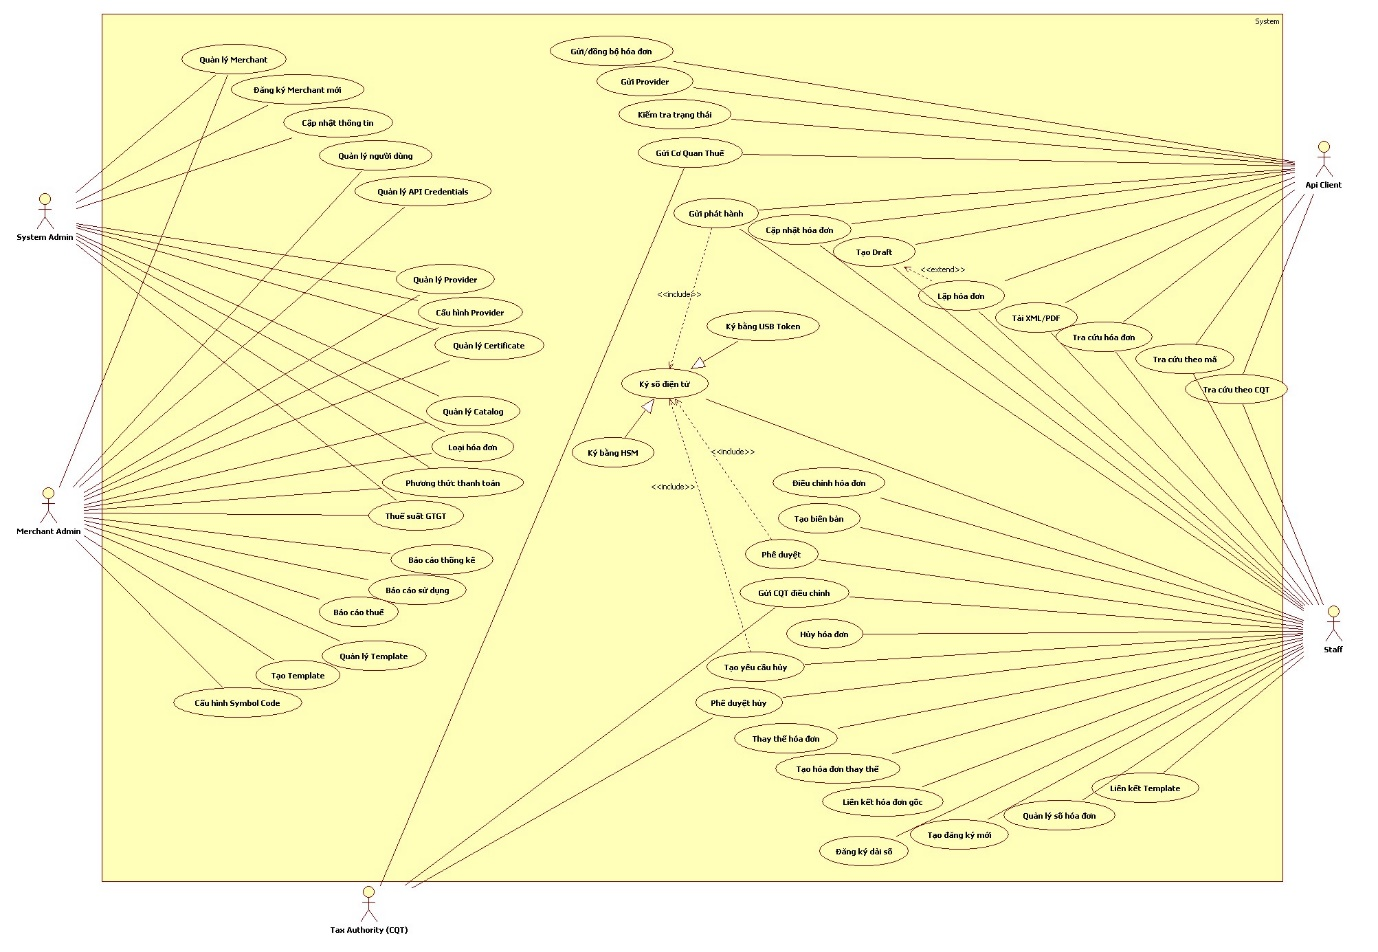 System
Quản lý Merchant
Đăng ký Merchant mới
Cập nhật thông tin
Quản lý người dùng
Quản lý API Credentials
Gửi/đồng bộ hóa đơn
Gửi Provider
Kiểm tra trạng thái
Gửi Cơ Quan Thuế
Api Client
System Admin
Gửi phát hành
Cập nhật hóa đơn
Tạo Draft
<<extend>>
Lập hóa đơn
Tải XML/PDF
Tra cứu hóa đơn
Tra cứu theo mã
Tra cứu theo CQT
Quản lý Provider
Cấu hình Provider
Quản lý Certificate
<<include>>
Ký bằng USB Token
Ký số điện tử
Ký bằng HSM
<<include>>
<<include>>
Quản lý Catalog
Loại hóa đơn
Phương thức thanh toán
Thuế suất GTGT
Merchant Admin
Báo cáo thống kê
Báo cáo sử dụng
Báo cáo thuế
Quản lý Template
Tạo Template
Cấu hình Symbol Code
Điều chỉnh hóa đơn
Tạo biên bản
Phê duyệt
Gửi CQT điều chỉnh
Hủy hóa đơn
Tạo yêu cầu hủy
Phê duyệt hủy
Staff
Thay thế hóa đơn
Tạo hóa đơn thay thế
Liên kết hóa đơn gốc
Đăng ký dải số
Tạo đăng ký mới
Quản lý số hóa đơn
Liên kết Template
Tax Authority (CQT)